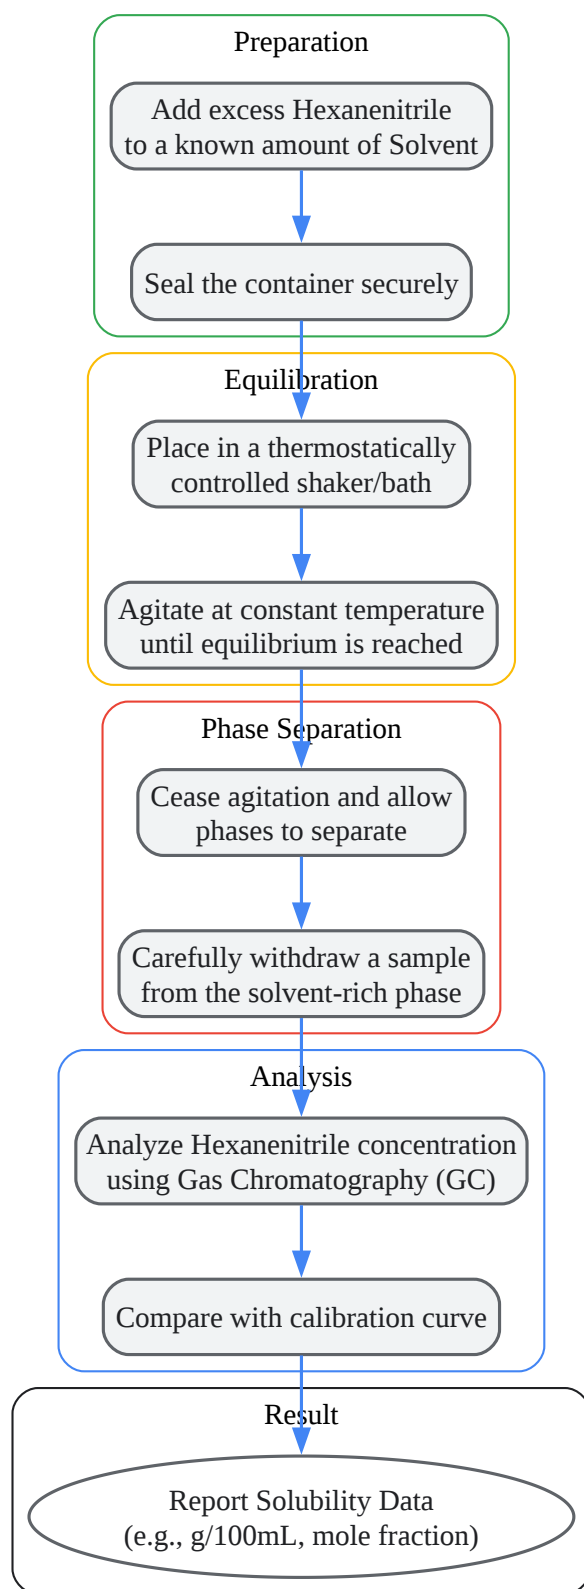 Preparation
Add excess Hexanenitrile
to a known amount of Solvent
Seal the container securely
Equilibration
Place in a thermostatically
controlled shaker/bath
Agitate at constant temperature
until equilibrium is reached
Phase Separation
Cease agitation and allow
phases to separate
Carefully withdraw a sample
from the solvent-rich phase
Analysis
Analyze Hexanenitrile concentration
using Gas Chromatography (GC)
Compare with calibration curve
Result
Report Solubility Data
(e.g., g/100mL, mole fraction)